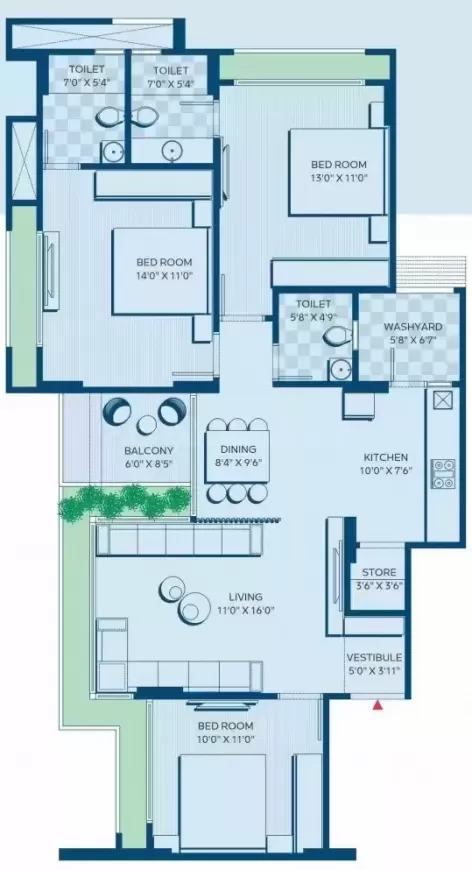 TOILET
7'0" X 5'4"
TOILET
7'0" X 5'4"
BED ROOM
13'0" X 11'0"
BED ROOM
14'0" X 11'0"
TOILET
5'8" X 4'9"
WASHYARD
5'8" X 6'7"
BALCONY
6'0" X 8'5"
DINING
8'4" X 9'6"
KITCHEN
10'0" X 7'6"
STORE
3'6" X 3'6"
LIVING
11'0" X 16'0"
VESTIBULE
5'0" X 3'11"
BED ROOM
10'0" X 11'0"